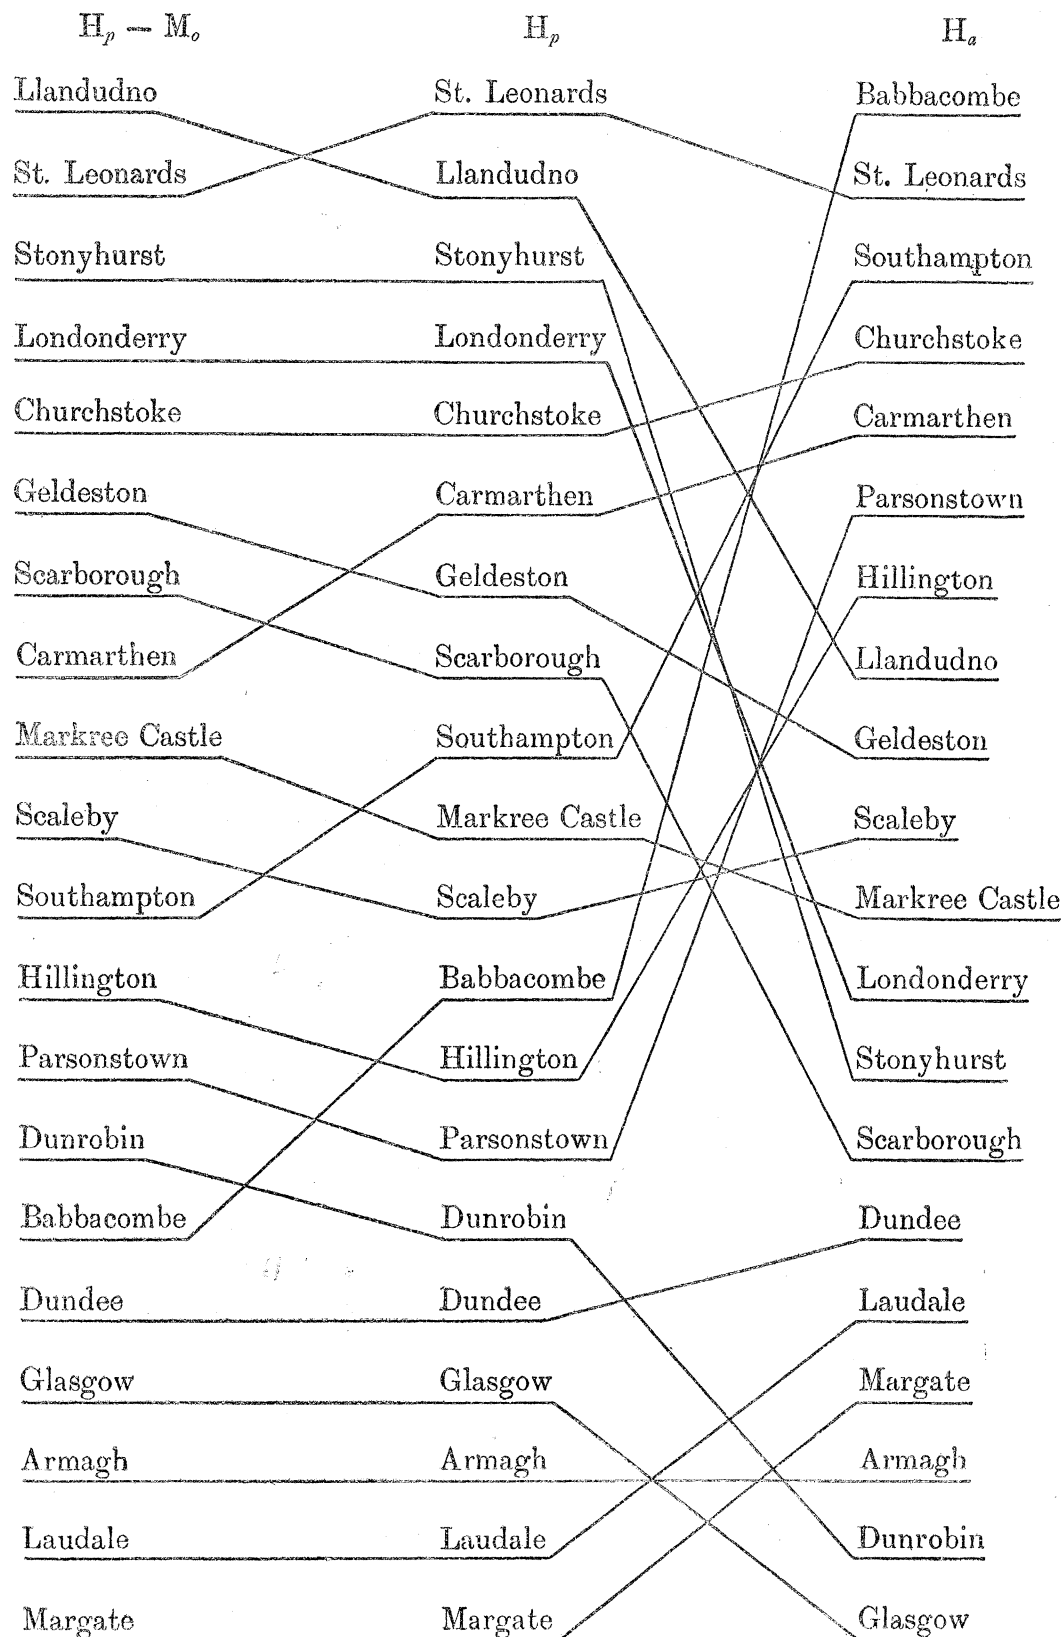 Hp — Mo Hp Ha
Llandudno St. Leonards Babbacombe
St. Leonards Llandudno St. Leonards
Stonyhurst Stonyhurst Southampton
Londonderry Londonderry Churchstoke
Churchstoke Churchstoke Carmarthen
Geldeston Carmarthen Parsonstown
Scarborough Geldeston Hillington
Carmarthen Scarborough Llandudno
Markree Castle Southampton Geldeston
Scaleby Markree Castle Scaleby
Southampton Scaleby Markree Castle
Hillington Babbacombe Londonderry
Parsonstown Hillington Stonyhurst
Dunrobin Parsonstown Scarborough
Babbacombe Dunrobin Dundee
Dundee Dundee Laudale
Glasgow Glasgow Margate
Armagh Armagh Armagh
Laudale Laudale Dunrobin
Margate Margate Glasgow